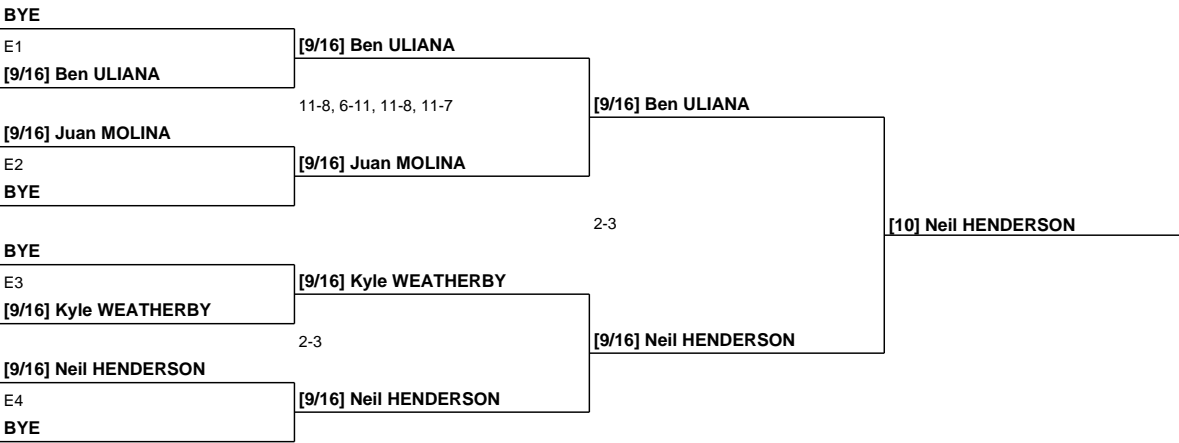 BYE
E1
[9/16] Ben ULIANA
[9/16] Ben ULIANA
11-8, 6-11, 11-8, 11-7
[9/16] Ben ULIANA
[9/16] Juan MOLINA
E2
[9/16] Juan MOLINA
BYE
2-3
[10] Neil HENDERSON
BYE
E3
[9/16] Kyle WEATHERBY
[9/16] Kyle WEATHERBY
2-3
[9/16] Neil HENDERSON
[9/16] Neil HENDERSON
E4
[9/16] Neil HENDERSON
BYE